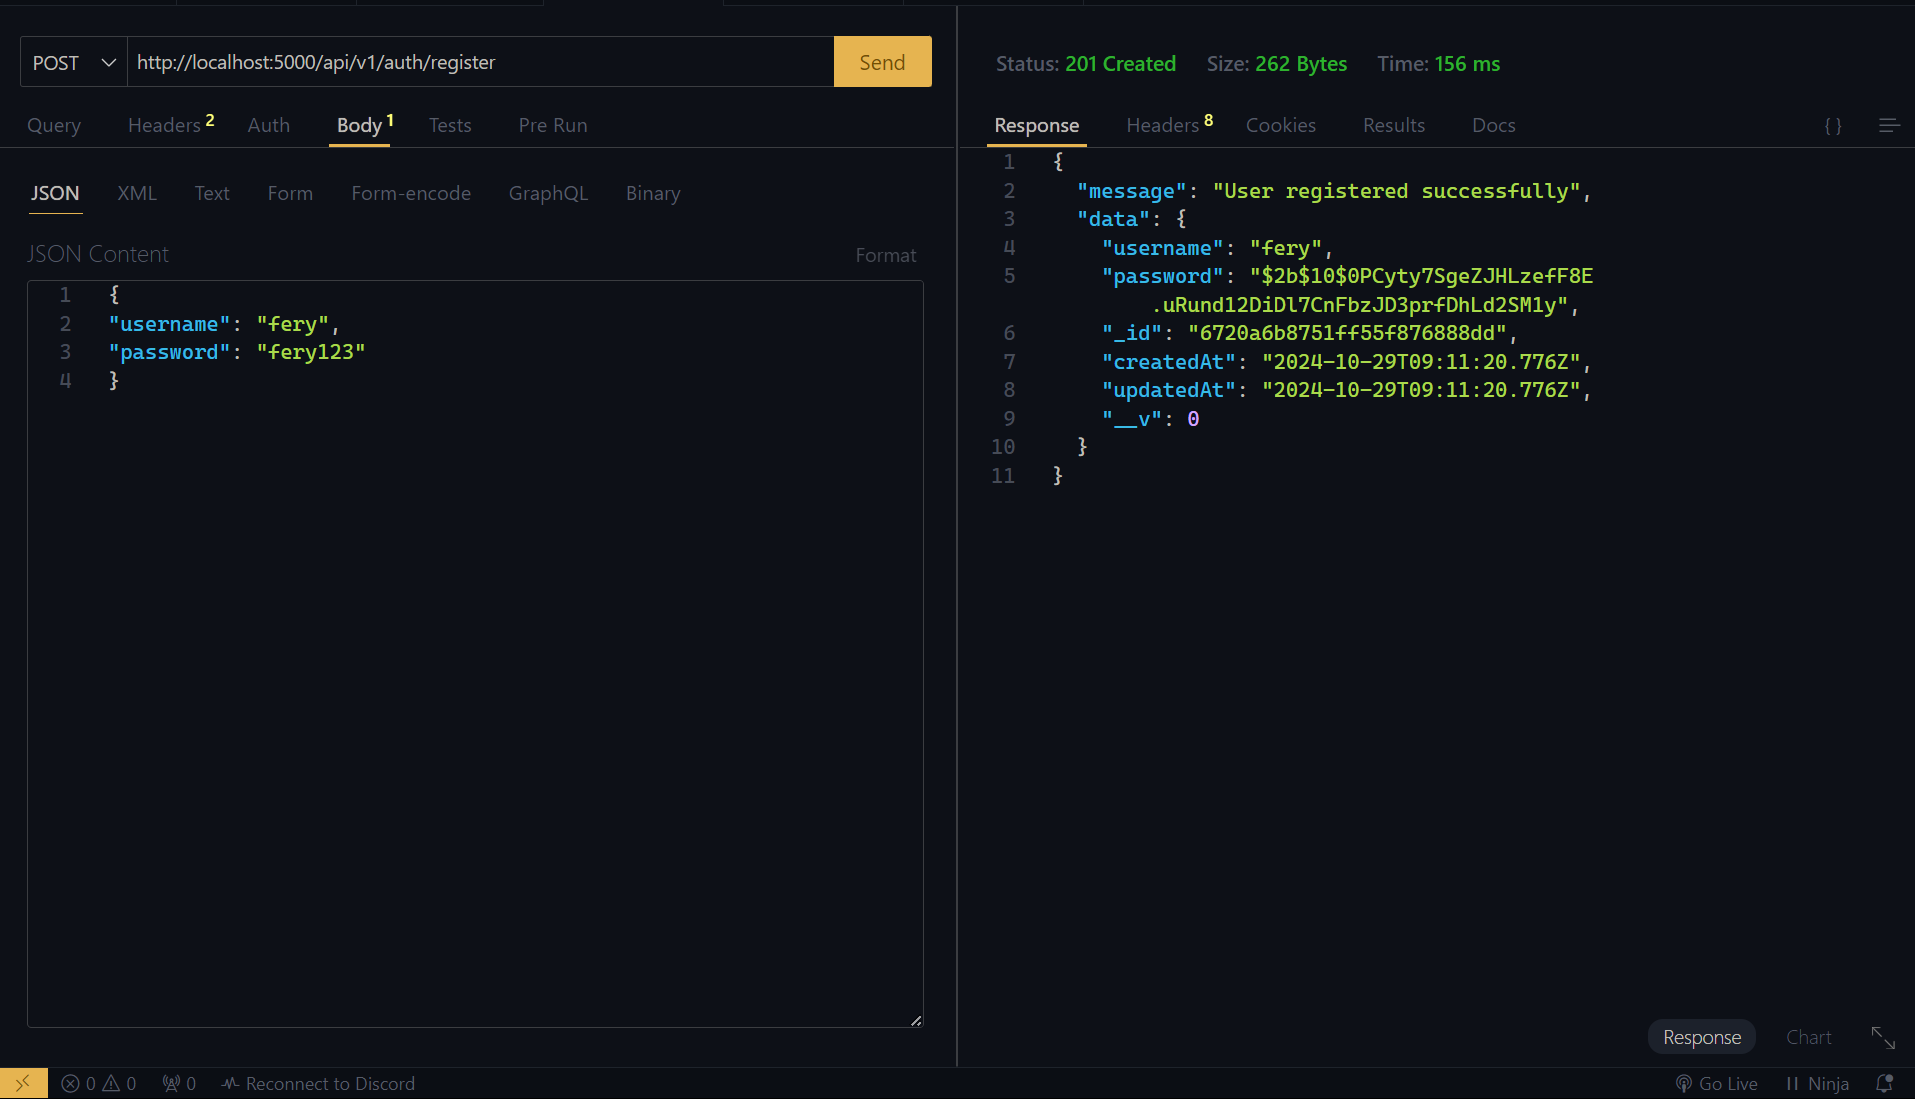 POST http://localhost:5000/api/v1/auth/register Send
Query Headers 2 Auth Body 1 Tests Pre Run
JSON XML Text Form Form-encode GraphQL Binary
JSON Content Format
1 {
2 "username": "fery",
3 "password": "fery123"
4 }
Status: 201 Created Size: 262 Bytes Time: 156 ms
Response Headers 8 Cookies Results Docs { }
1 {
2 "message": "User registered successfully",
3 "data": {
4 "username": "fery",
5 "password": "$2b$10$0PCyty7SgeZJHLzefF8E
.uRund12DiDl7CnFbzJD3prfDhLd2SM1y",
6 "_id": "6720a6b8751ff55f876888dd",
7 "createdAt": "2024-10-29T09:11:20.776Z",
8 "updatedAt": "2024-10-29T09:11:20.776Z",
9 "__v": 0
10 }
11 }
Response Chart
0 0 0 Reconnect to Discord Go Live Ninja